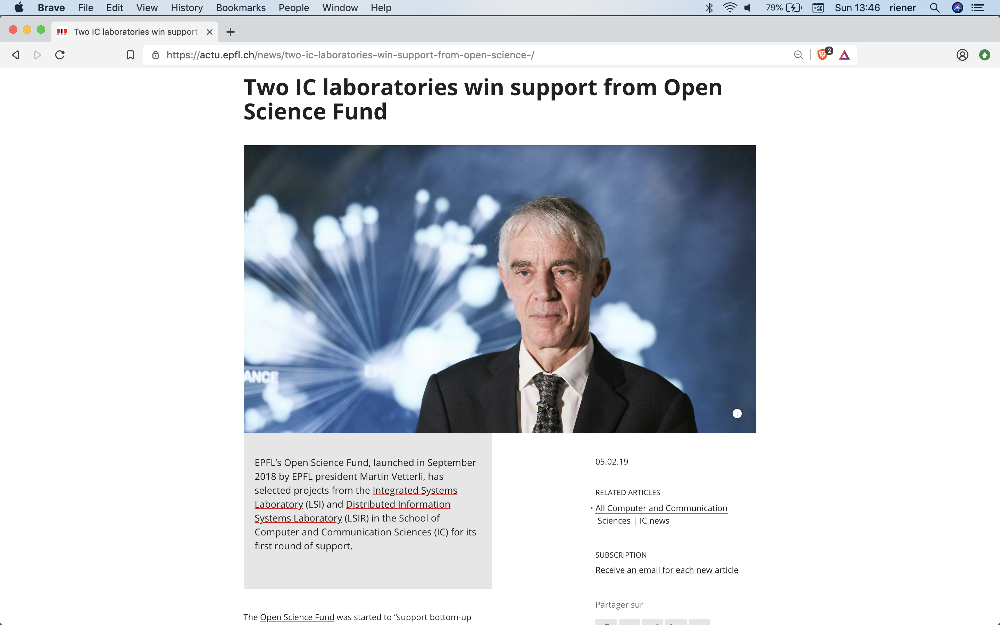 Brave File Edit View History Bookmarks People Window Help 79% Sun 13:46 riener
Two IC laboratories win support
https://actu.epfl.ch/news/two-ic-laboratories-win-support-from-open-science-/ 2
Two IC laboratories win support from Open
Science Fund
UNITED
ANCE
EPFL
EPFL’s Open Science Fund, launched in September
2018 by EPFL president Martin Vetterli, has
selected projects from the Integrated Systems
Laboratory (LSI) and Distributed Information
Systems Laboratory (LSIR) in the School of
Computer and Communication Sciences (IC) for its
first round of support.
The Open Science Fund was started to “support bottom-up
05.02.19
RELATED ARTICLES
All Computer and Communication
Sciences | IC news
SUBSCRIPTION
Receive an email for each new article
Partager sur